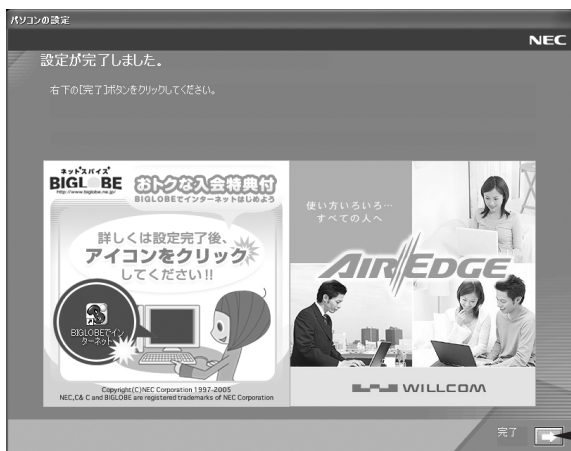 パソコンの設定
NEC
設定が完了しました。
右下の[完了]ボタンをクリックしてください。
ネットスパイス
BIGLOBE
http://www.biglobe.ne.jp/
おトクな入会特典付
BIGLOBEでインターネットはじめよう
詳しくは設定完了後、
アイコンをクリック
してください!!
BIGLOBEでイン
ターネット
Copyright(C)NEC Corporation 1997-2005
NEC,C& C and BIGLOBE are registered trademarks of NEC Corporation
使い方いろいろ…
すべての人へ
AIR EDGE
WILLCOM
完了